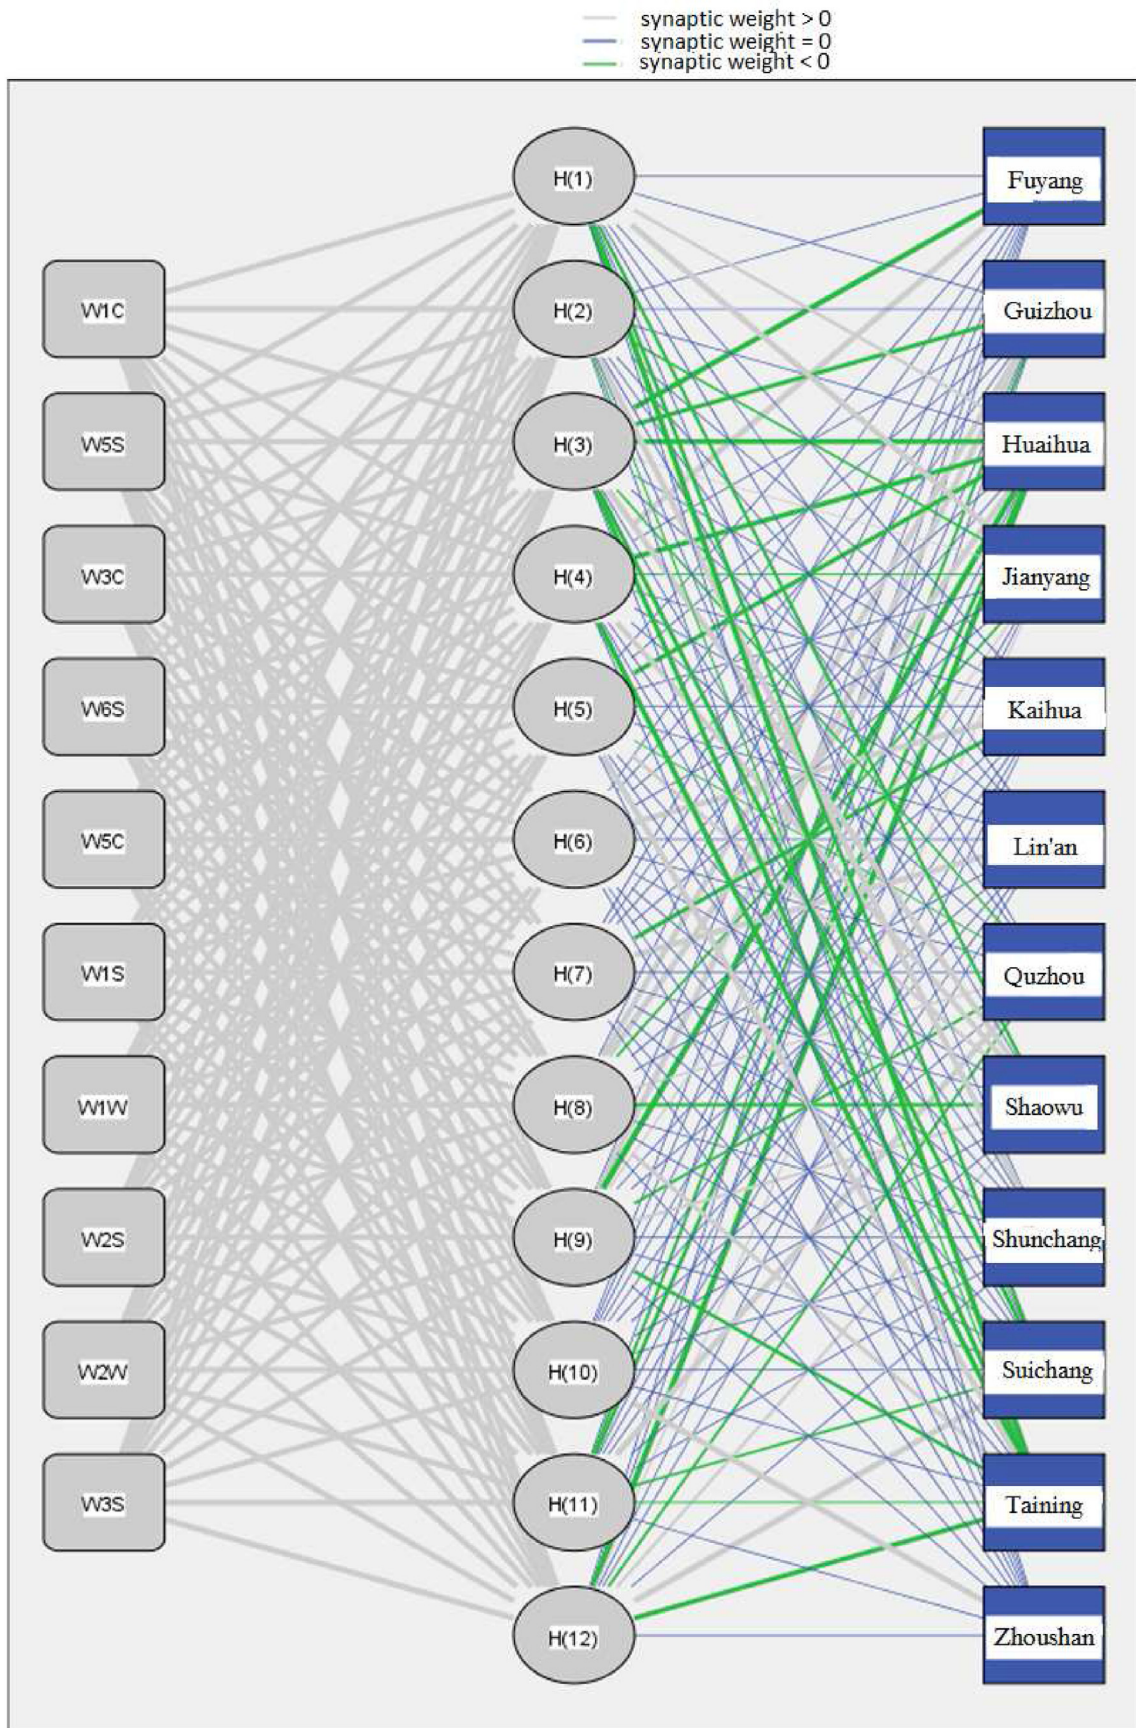 synaptic weight > 0
synaptic weight = 0
synaptic weight < 0
H(1)
Fuyang
W1C
H(2)
Guizhou
W5S
H(3)
Huaihua
W3C
H(4)
Jianyang
W6S
H(5)
Kaihua
W5C
H(6)
Lin'an
W1S
H(7)
Quzhou
W1W
H(8)
Shaowu
W2S
H(9)
Shunchang
W2W
H(10)
Suichang
W3S
H(11)
Taining
H(12)
Zhoushan